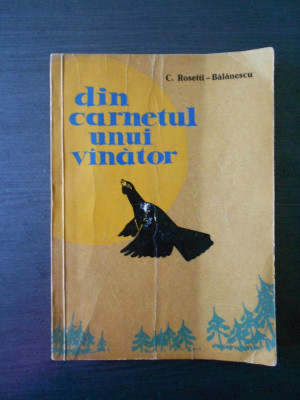 C. Rosetti-Bălănescu
din
carnetul
unui
vînător